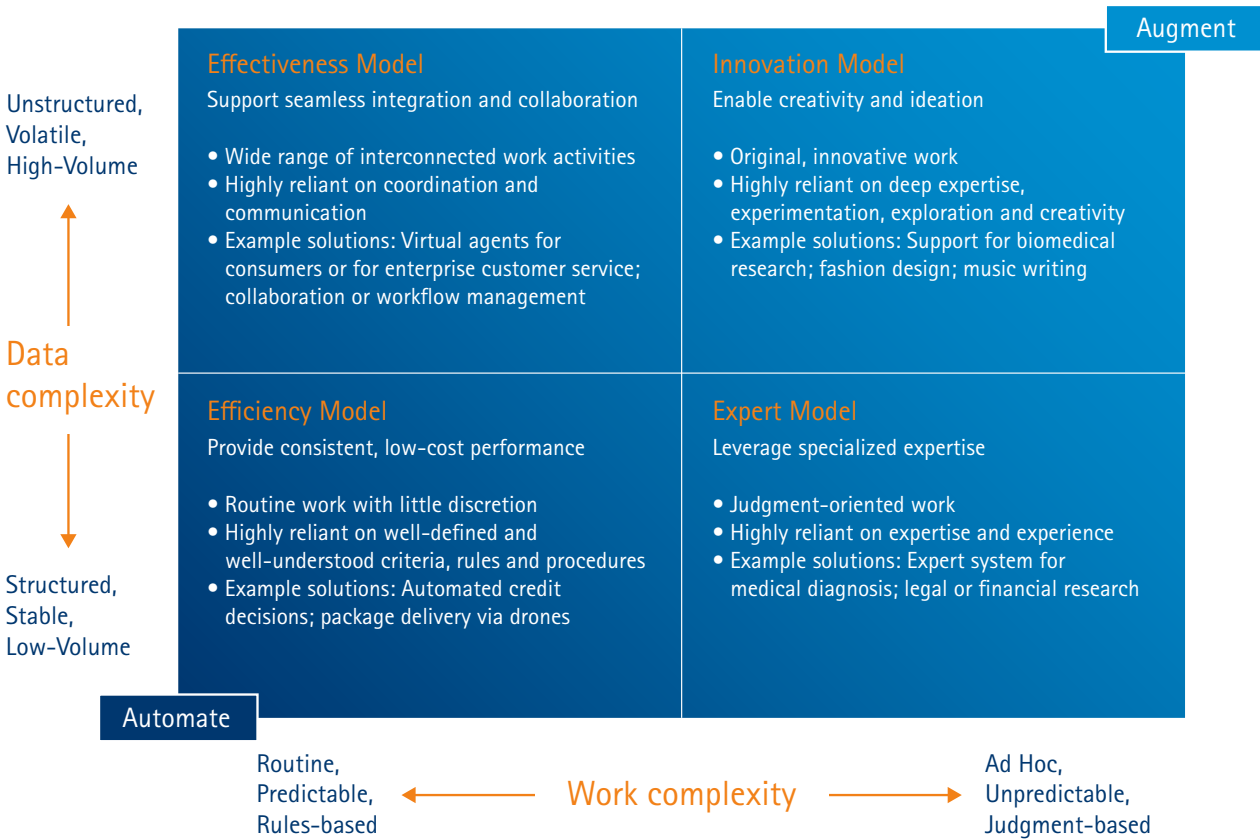 Augment
Effectiveness Model
Support seamless integration and collaboration
• Wide range of interconnected work activities
• Highly reliant on coordination and
communication
• Example solutions: Virtual agents for
consumers or for enterprise customer service;
collaboration or workflow management
Innovation Model
Enable creativity and ideation
• Original, innovative work
• Highly reliant on deep expertise,
experimentation, exploration and creativity
• Example solutions: Support for biomedical
research; fashion design; music writing
Unstructured,
Volatile,
High-Volume
Data
complexity
Structured,
Stable,
Low-Volume
Efficiency Model
Provide consistent, low-cost performance
• Routine work with little discretion
• Highly reliant on well-defined and
well-understood criteria, rules and procedures
• Example solutions: Automated credit
decisions; package delivery via drones
Expert Model
Leverage specialized expertise
• Judgment-oriented work
• Highly reliant on expertise and experience
• Example solutions: Expert system for
medical diagnosis; legal or financial research
Automate
Routine,
Predictable,
Rules-based
Work complexity
Ad Hoc,
Unpredictable,
Judgment-based